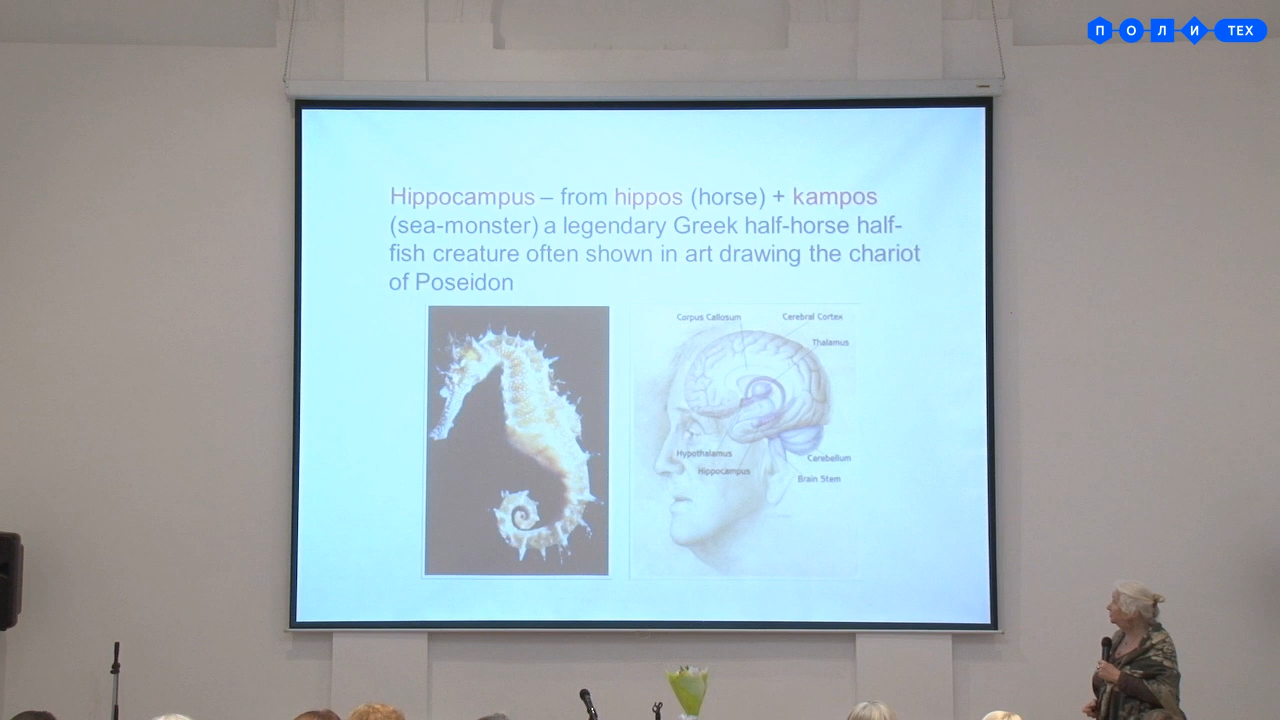 ПОЛИТЕХ
Hippocampus – from hippos (horse) + kampos
(sea-monster) a legendary Greek half-horse half-
fish creature often shown in art drawing the chariot
of Poseidon
Corpus Callosum
Cerebral Cortex
Thalamus
Hypothalamus
Hippocampus
Cerebellum
Brain Stem